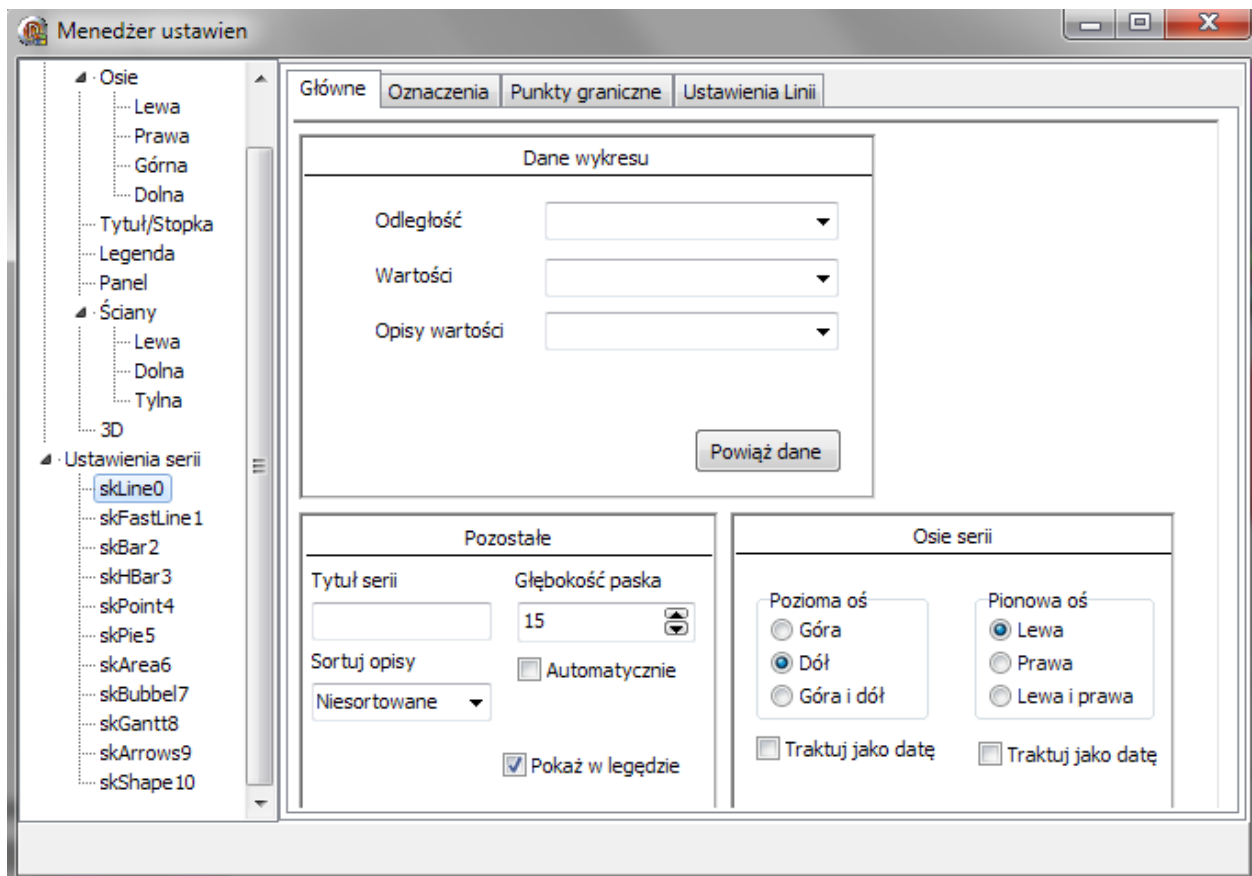 Menedżer ustawien
Osie
Lewa
Prawa
Górna
Dolna
Tytuł/Stopka
Legenda
Panel
Ściany
Lewa
Dolna
Tylna
3D
Ustawienia serii
skLine0
skFastLine1
skBar2
skHBar3
skPoint4
skPie5
skArea6
skBubbel7
skGantt8
skArrows9
skShape10
Główne
Oznaczenia
Punkty graniczne
Ustawienia Linii
Dane wykresu
Odległość
Wartości
Opisy wartości
Powiąż dane
Pozostałe
Tytuł serii
Głębokość paska
15
Sortuj opisy
Automatycznie
Niesortowane
Pokaż w legędzie
Osie serii
Pozioma oś
Góra
Dół
Góra i dół
Traktuj jako datę
Pionowa oś
Lewa
Prawa
Lewa i prawa
Traktuj jako datę